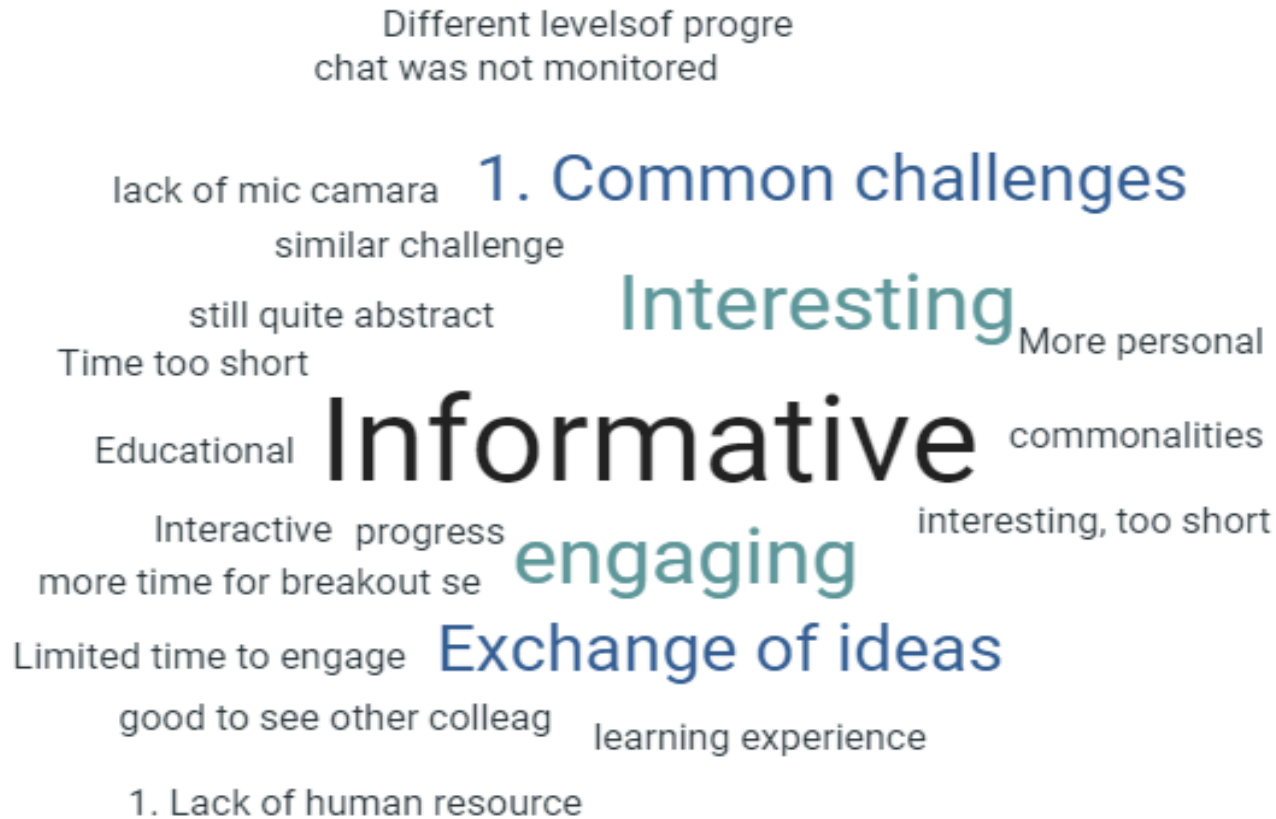 Different levelsof progre
chat was not monitored
lack of mic camara
1. Common challenges
similar challenge
Interesting
still quite abstract
More personal
Time too short
Educational
Informative
commonalities
Interactive
progress
interesting, too short
engaging
more time for breakout se
Limited time to engage
Exchange of ideas
good to see other colleag
learning experience
1. Lack of human resource